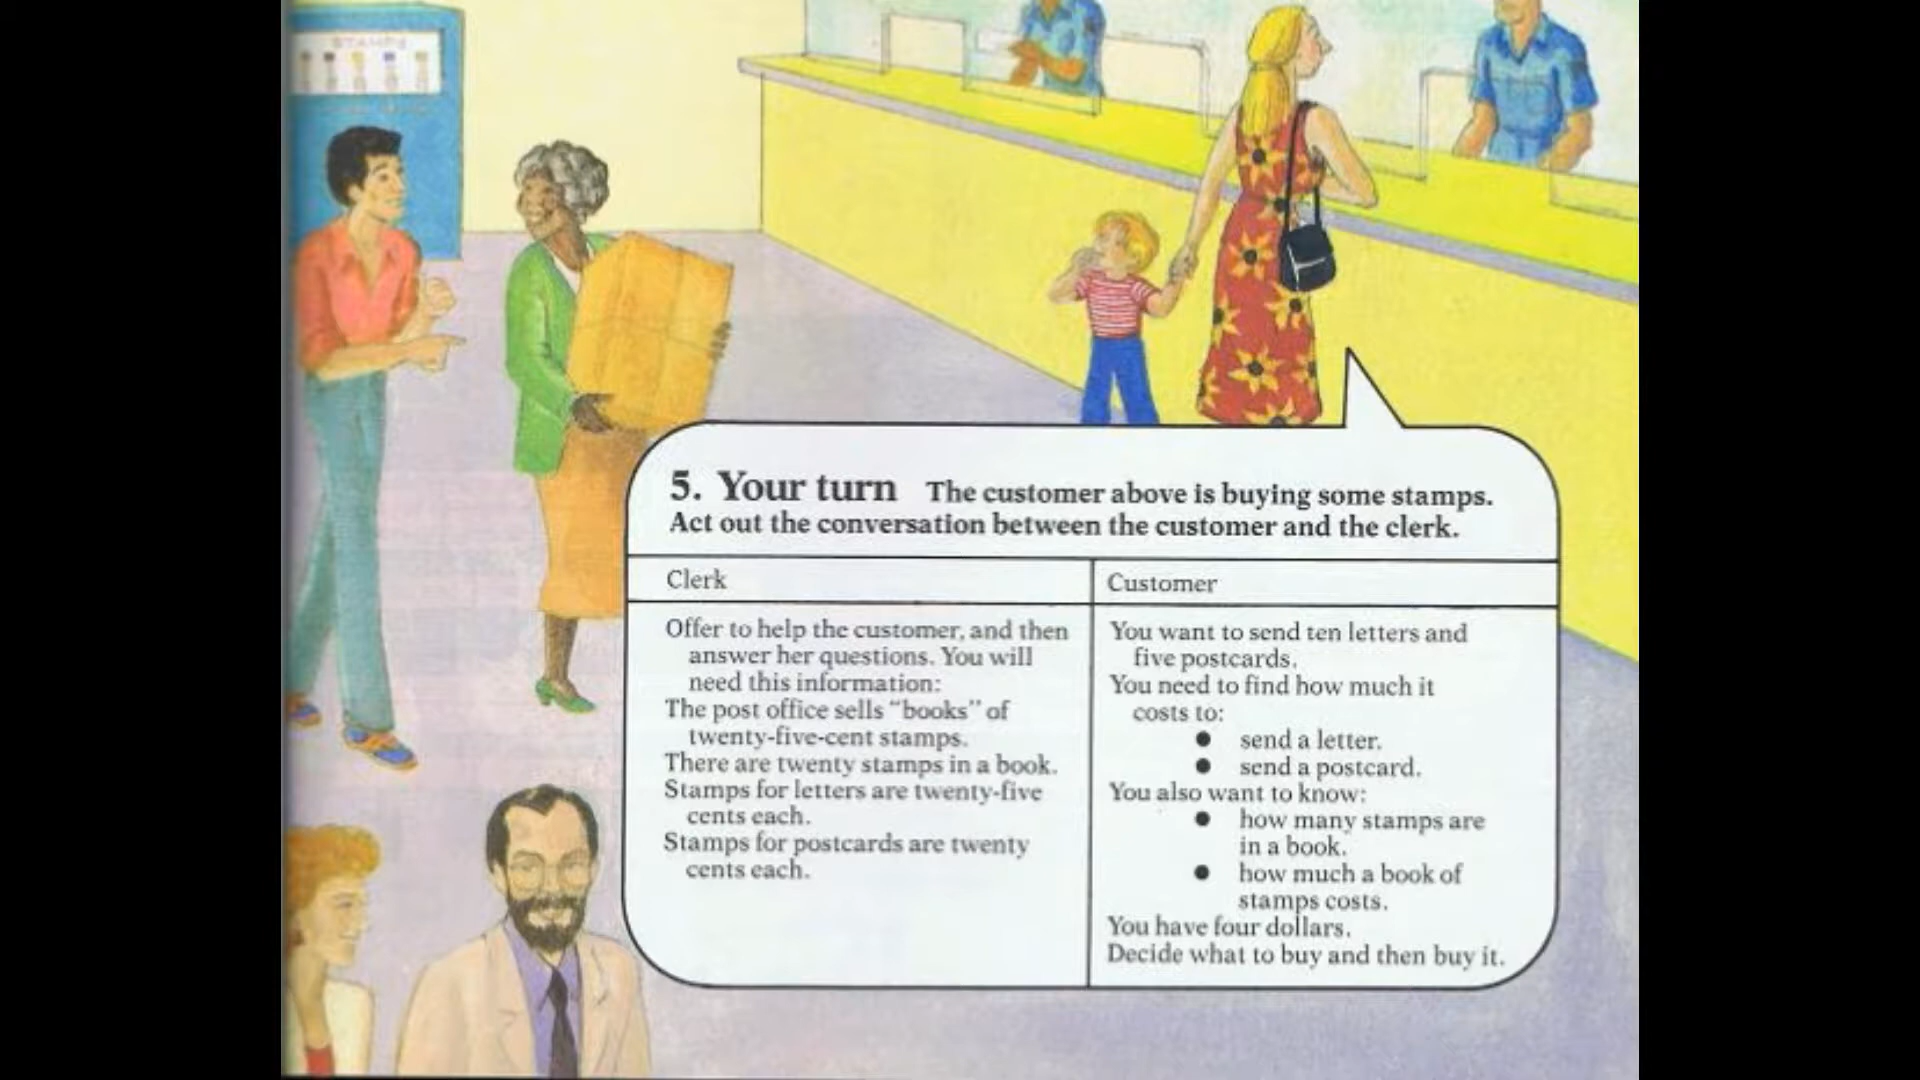 STAMPS
5. Your turn The customer above is buying some stamps.
Act out the conversation between the customer and the clerk.
Clerk
Offer to help the customer, and then
answer her questions. You will
need this information:
The post office sells “books” of
twenty-five-cent stamps.
There are twenty stamps in a book.
Stamps for letters are twenty-five
cents each.
Stamps for postcards are twenty
cents each.
Customer
You want to send ten letters and
five postcards.
You need to find how much it
costs to:
● send a letter.
● send a postcard.
You also want to know:
● how many stamps are
in a book.
● how much a book of
stamps costs.
You have four dollars.
Decide what to buy and then buy it.